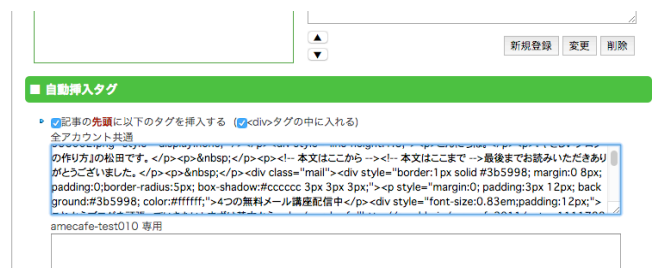 ▲
▼
新規登録 変更 削除
■ 自動挿入タグ
記事の先頭に以下のタグを挿入する (<div>タグの中に入れる)
全アカウント共通
の作り方』の松田です。</p><p>&nbsp;</p><p><!-- 本文はここから --><!-- 本文はここまで -->最後までお読みいただきあり
がとうございました。</p><p>&nbsp;</p><div class="mail"><div style="border:1px solid #3b5998; margin:0 8px;
padding:0;border-radius:5px; box-shadow:#cccccc 3px 3px 3px;"><p style="margin:0; padding:3px 12px; back
ground:#3b5998; color:#ffffff;">4つの無料メール講座配信中</p><div style="font-size:0.83em;padding:12px;">
amecafe-test010 専用